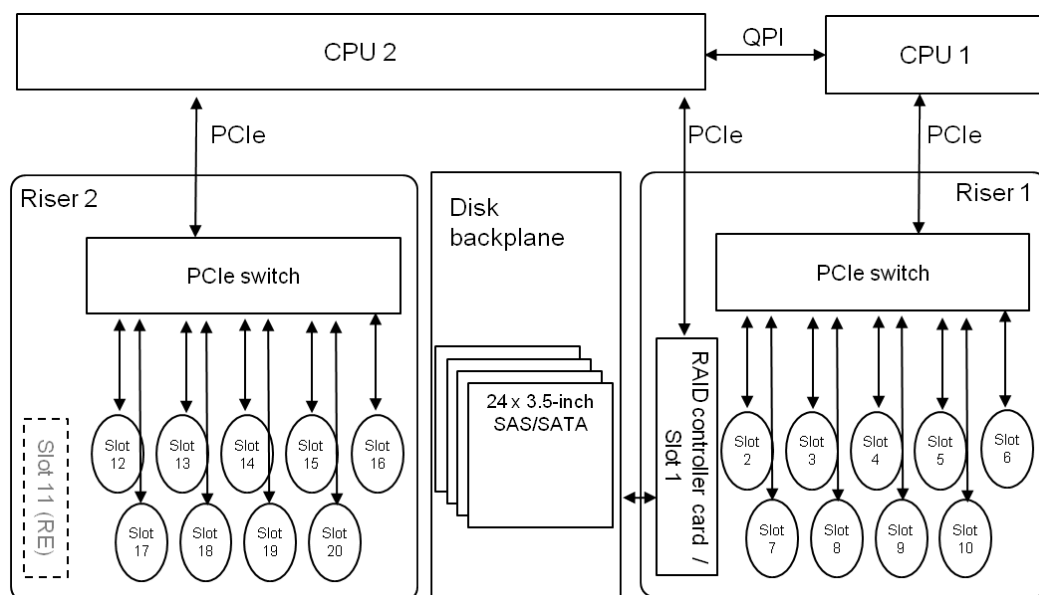 CPU 2
QPI
CPU 1
PCIe
PCIe
PCIe
Riser 2
PCIe switch
Slot
12
Slot
13
Slot
14
Slot
15
Slot
16
Slot
17
Slot
18
Slot
19
Slot
20
Slot 11 (RE)
Disk
backplane
24 x 3.5-inch
SAS/SATA
Riser 1
PCIe switch
RAID controller card /
Slot 1
Slot
2
Slot
3
Slot
4
Slot
5
Slot
6
Slot
7
Slot
8
Slot
9
Slot
10